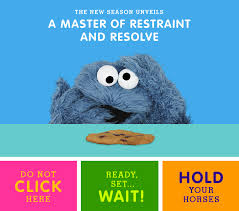 THE NEW SEASON UNVEILS
A MASTER OF RESTRAINT
AND RESOLVE
DO NOT
CLICK
HERE
READY,
SET...
WAIT!
HOLD
YOUR
HORSES